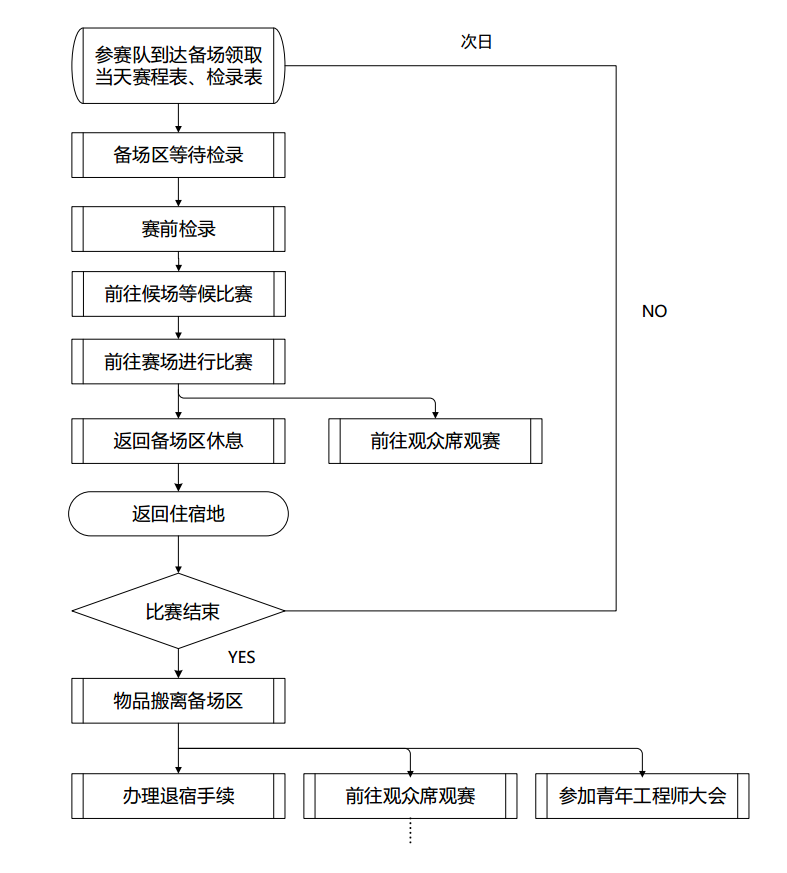 次日
参赛队到达备场领取
当天赛程表、检录表
备场区等待检录
赛前检录
前往候场等候比赛
NO
前往赛场进行比赛
返回备场区休息
前往观众席观赛
返回住宿地
比赛结束
YES
物品搬离备场区
办理退宿手续
前往观众席观赛
参加青年工程师大会